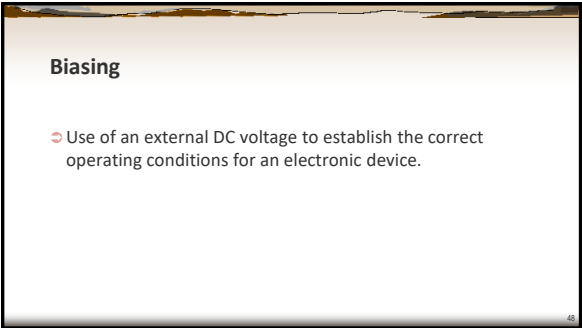 Biasing
Use of an external DC voltage to establish the correct
operating conditions for an electronic device.
48